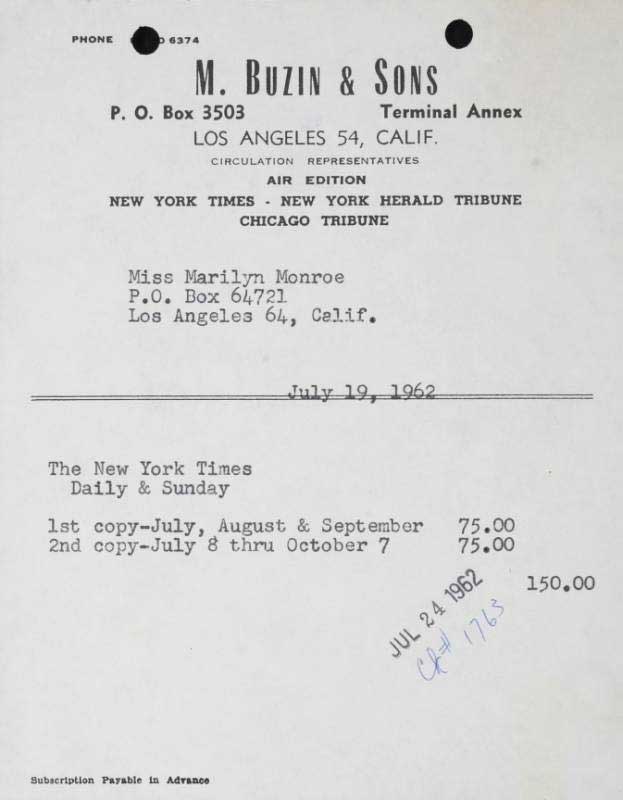 PHONE 6374
M. BUZIN & SONS
P. O. Box 3503 Terminal Annex
LOS ANGELES 54, CALIF.
CIRCULATION REPRESENTATIVES
AIR EDITION
NEW YORK TIMES - NEW YORK HERALD TRIBUNE
CHICAGO TRIBUNE
Miss Marilyn Monroe
P.O. Box 64721
Los Angeles 64, Calif.
July 19, 1962
The New York Times
Daily & Sunday
1st copy-July, August & September 75.00
2nd copy-July 8 thru October 7 75.00
150.00
JUL 24 1962
CK# 1763
Subscription Payable in Advance